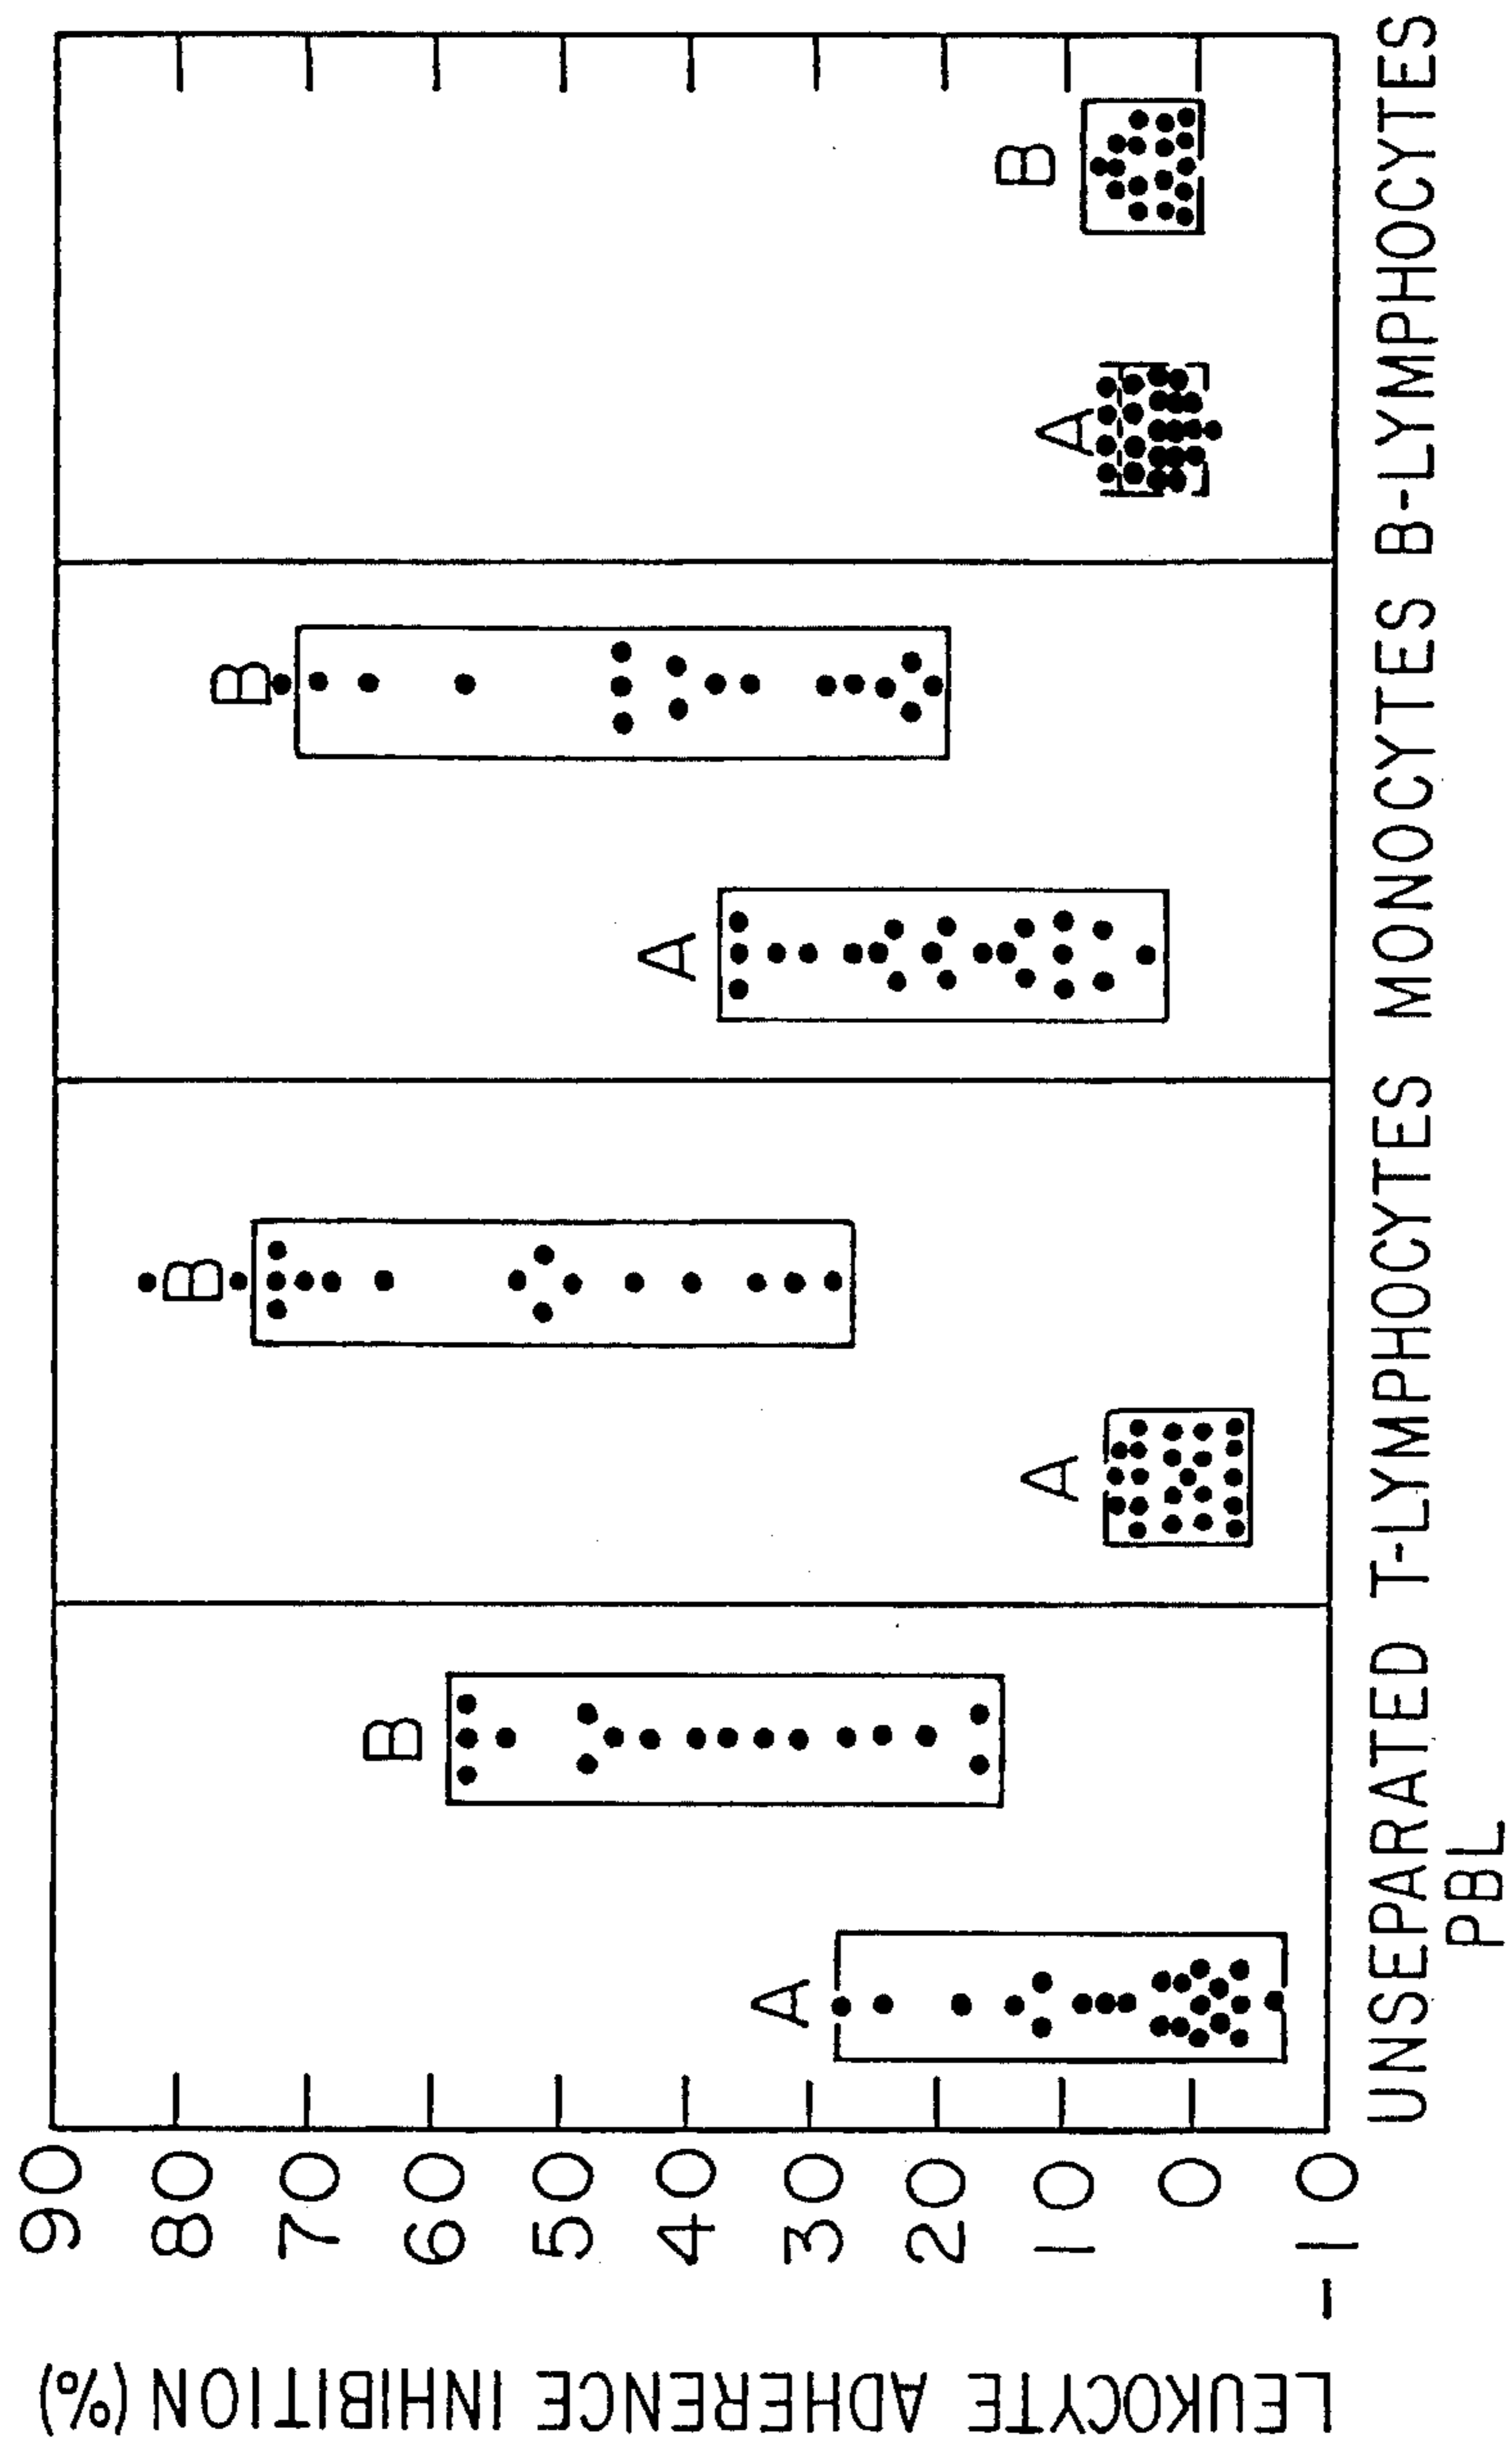 LEUKOCYTE ADHERENCE INHIBITION (%)
90
80
70
60
50
40
30
20
10
0
-10
A
B
A
B
A
B
A
B
UNSEPARATED PBL
T-LYMPHOCYTES
MONOCYTES
B-LYMPHOCYTES